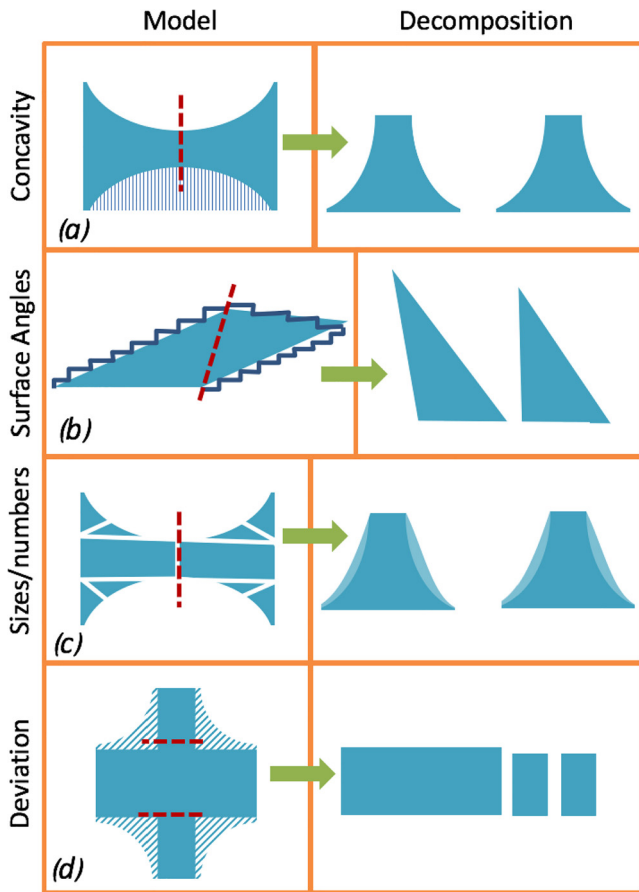 Model
Decomposition
Concavity
(a)
Surface Angles
(b)
Sizes/numbers
(c)
Deviation
(d)